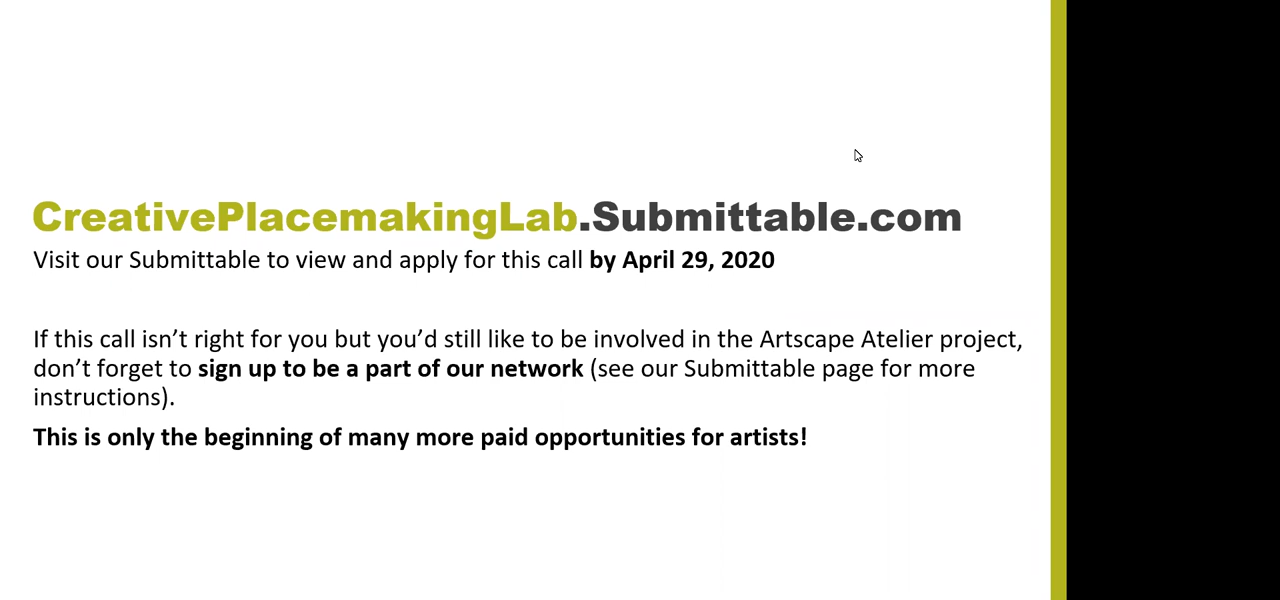 CreativePlacemakingLab.Submittable.com
Visit our Submittable to view and apply for this call by April 29, 2020
If this call isn’t right for you but you’d still like to be involved in the Artscape Atelier project,
don’t forget to sign up to be a part of our network (see our Submittable page for more
instructions).
This is only the beginning of many more paid opportunities for artists!